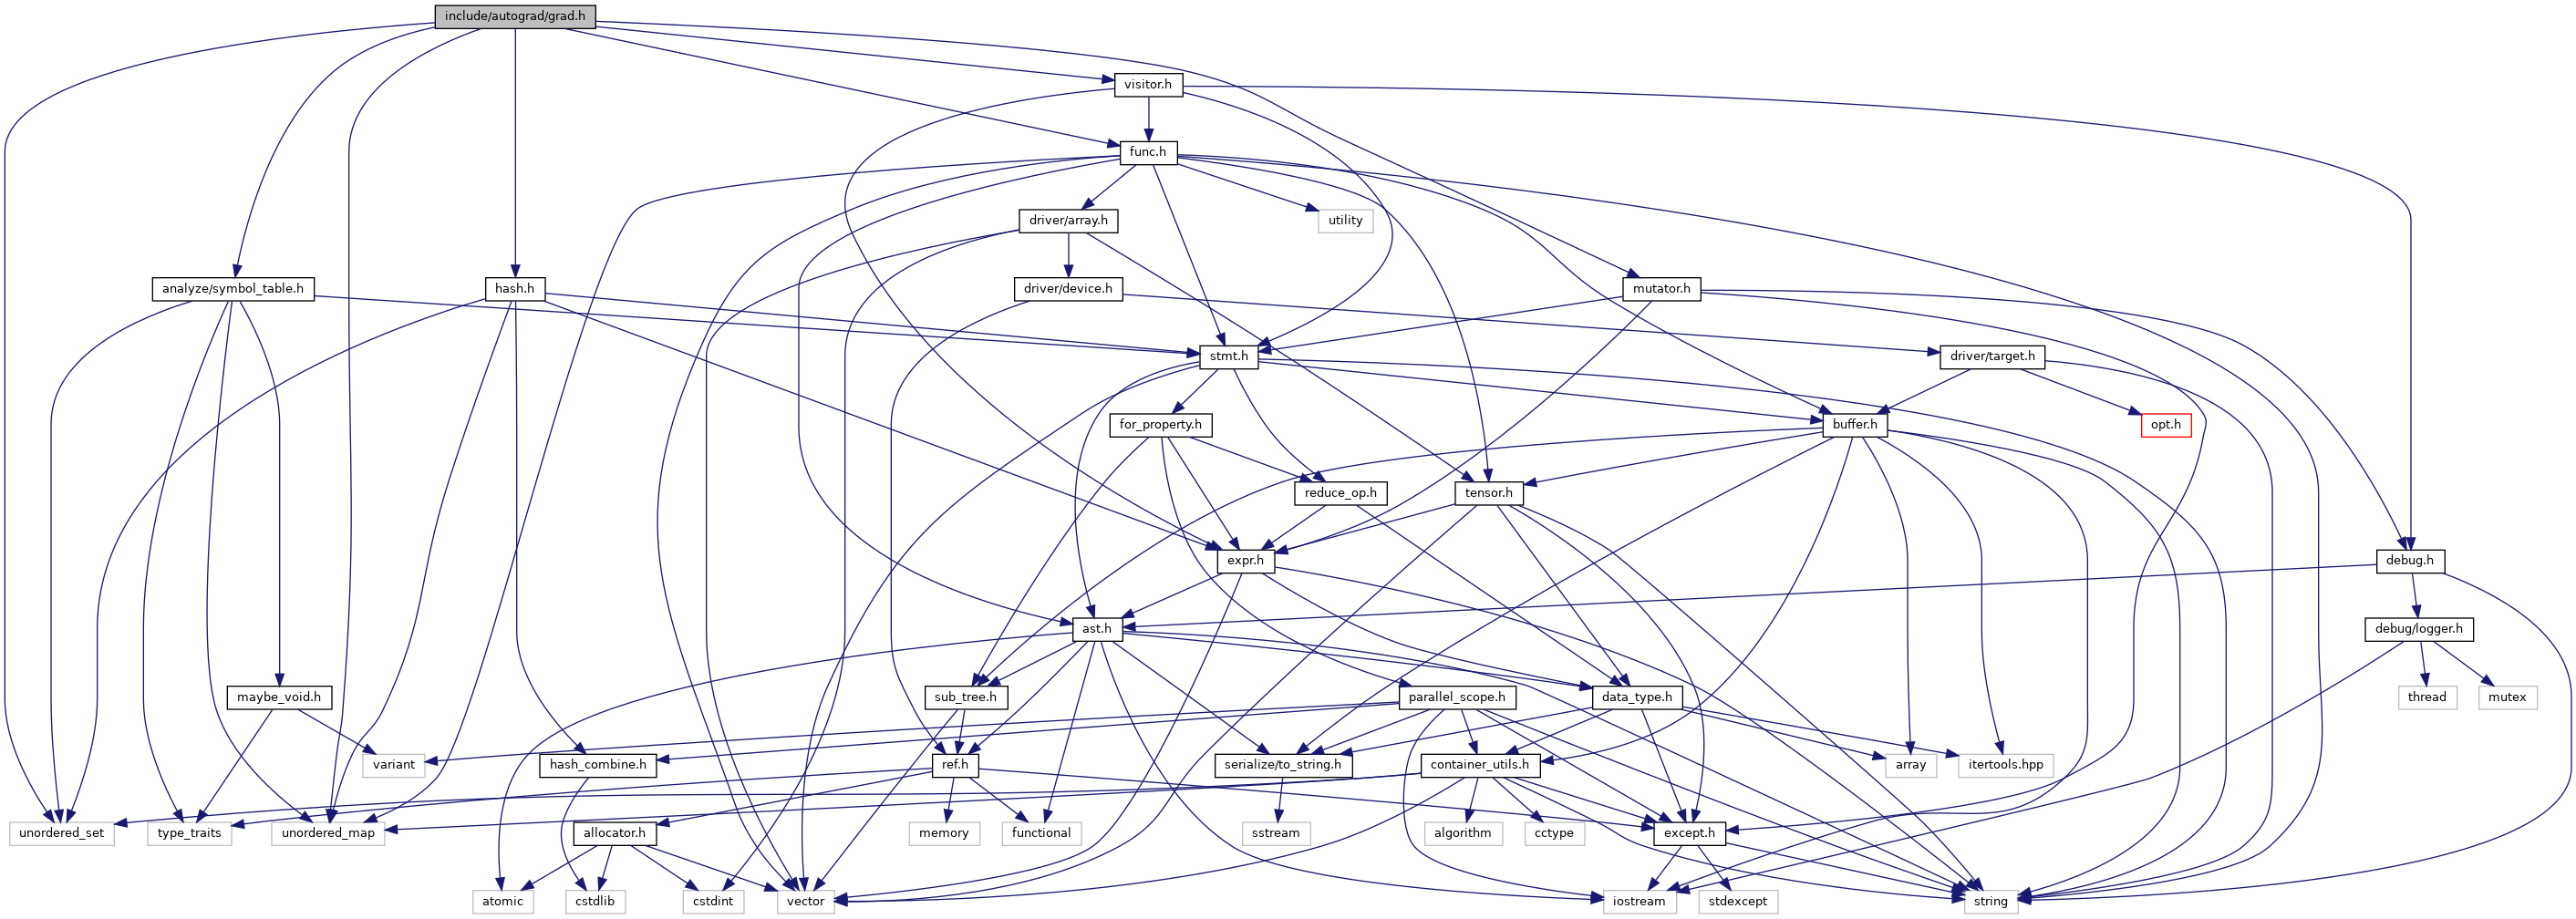 include/autograd/grad.h
visitor.h
func.h
driver/array.h
utility
analyze/symbol_table.h
hash.h
driver/device.h
mutator.h
stmt.h
driver/target.h
for_property.h
buffer.h
opt.h
reduce_op.h
tensor.h
expr.h
debug.h
ast.h
debug/logger.h
maybe_void.h
sub_tree.h
parallel_scope.h
data_type.h
thread
mutex
variant
hash_combine.h
ref.h
serialize/to_string.h
container_utils.h
array
itertools.hpp
unordered_set
type_traits
unordered_map
allocator.h
memory
functional
sstream
algorithm
cctype
except.h
atomic
cstdlib
cstdint
vector
iostream
stdexcept
string